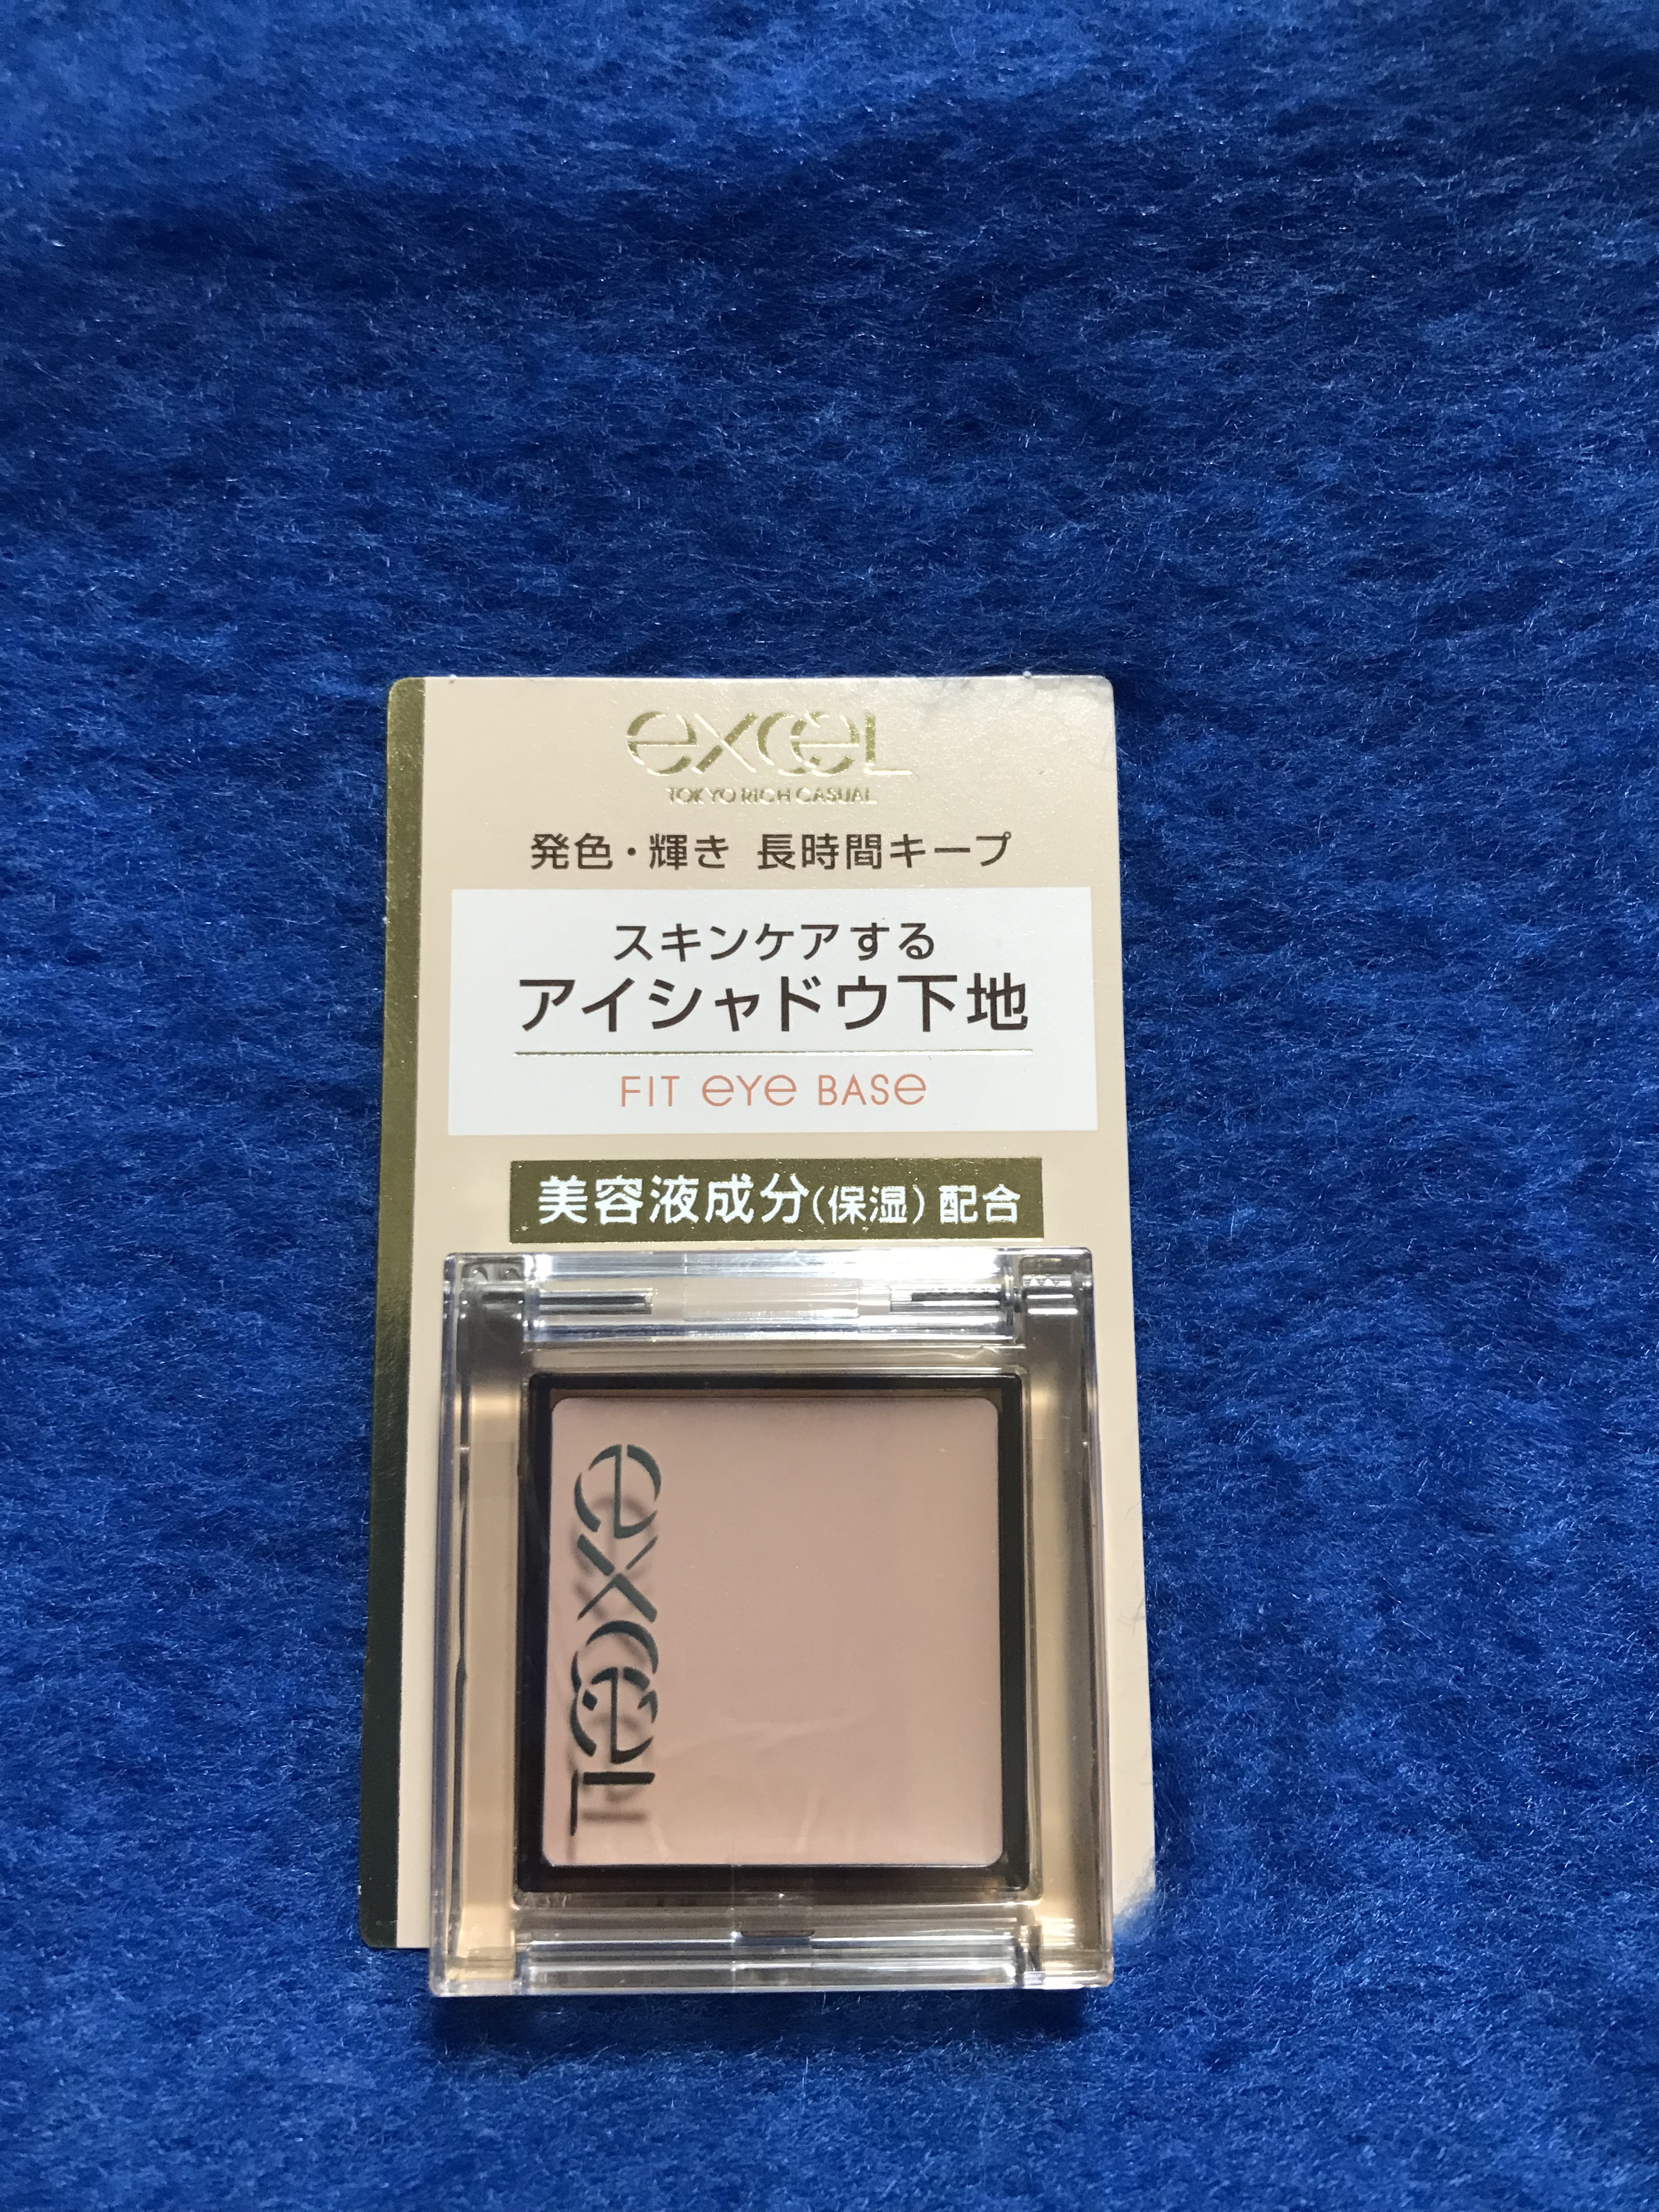 excel
TOKYO RICH CASUAL
発色・輝き 長時間キープ
スキンケアする
アイシャドウ下地
FIT eYe BASe
美容液成分(保湿)配合
excel